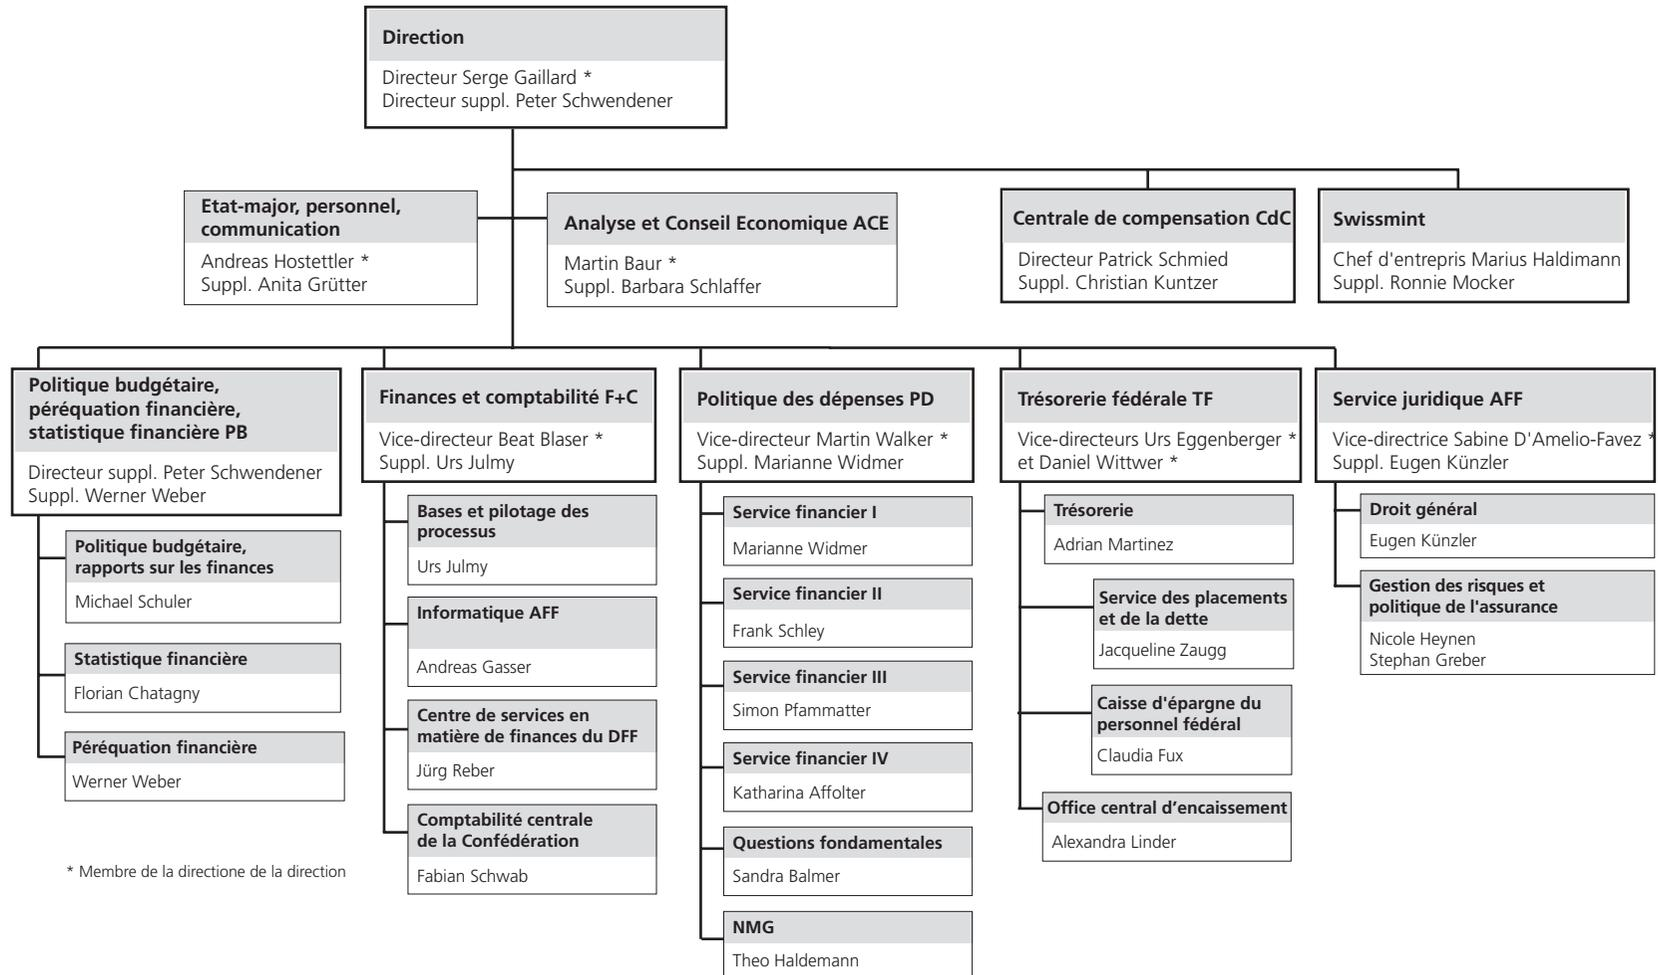 Direction
Directeur Serge Gaillard *
Directeur suppl. Peter Schwendener
Etat-major, personnel,
communication
Andreas Hostettler *
Suppl. Anita Grütter
Analyse et Conseil Economique ACE
Martin Baur *
Suppl. Barbara Schlaffer
Centrale de compensation CdC
Directeur Patrick Schmied
Suppl. Christian Kuntzer
Swissmint
Chef d'entrepris Marius Haldimann
Suppl. Ronnie Mocker
Politique budgétaire,
péréquation financière,
statistique financière PB
Directeur suppl. Peter Schwendener
Suppl. Werner Weber
Politique budgétaire,
rapports sur les finances
Michael Schuler
Statistique financière
Florian Chatagny
Péréquation financière
Werner Weber
Finances et comptabilité F+C
Vice-directeur Beat Blaser *
Suppl. Urs Julmy
Bases et pilotage des
processus
Urs Julmy
Informatique AFF
Andreas Gasser
Centre de services en
matière de finances du DFF
Jürg Reber
Comptabilité centrale
de la Confédération
Fabian Schwab
Politique des dépenses PD
Vice-directeur Martin Walker *
Suppl. Marianne Widmer
Service financier I
Marianne Widmer
Service financier II
Frank Schley
Service financier III
Simon Pfammatter
Service financier IV
Katharina Affolter
Questions fondamentales
Sandra Balmer
NMG
Theo Haldemann
Trésorerie fédérale TF
Vice-directeurs Urs Eggenberger *
et Daniel Wittwer *
Trésorerie
Adrian Martinez
Service des placements
et de la dette
Jacqueline Zaugg
Caisse d'épargne du
personnel fédéral
Claudia Fux
Office central d’encaissement
Alexandra Linder
Service juridique AFF
Vice-directrice Sabine D'Amelio-Favez *
Suppl. Eugen Künzler
Droit général
Eugen Künzler
Gestion des risques et
politique de l'assurance
Nicole Heynen
Stephan Greber
* Membre de la directione de la direction